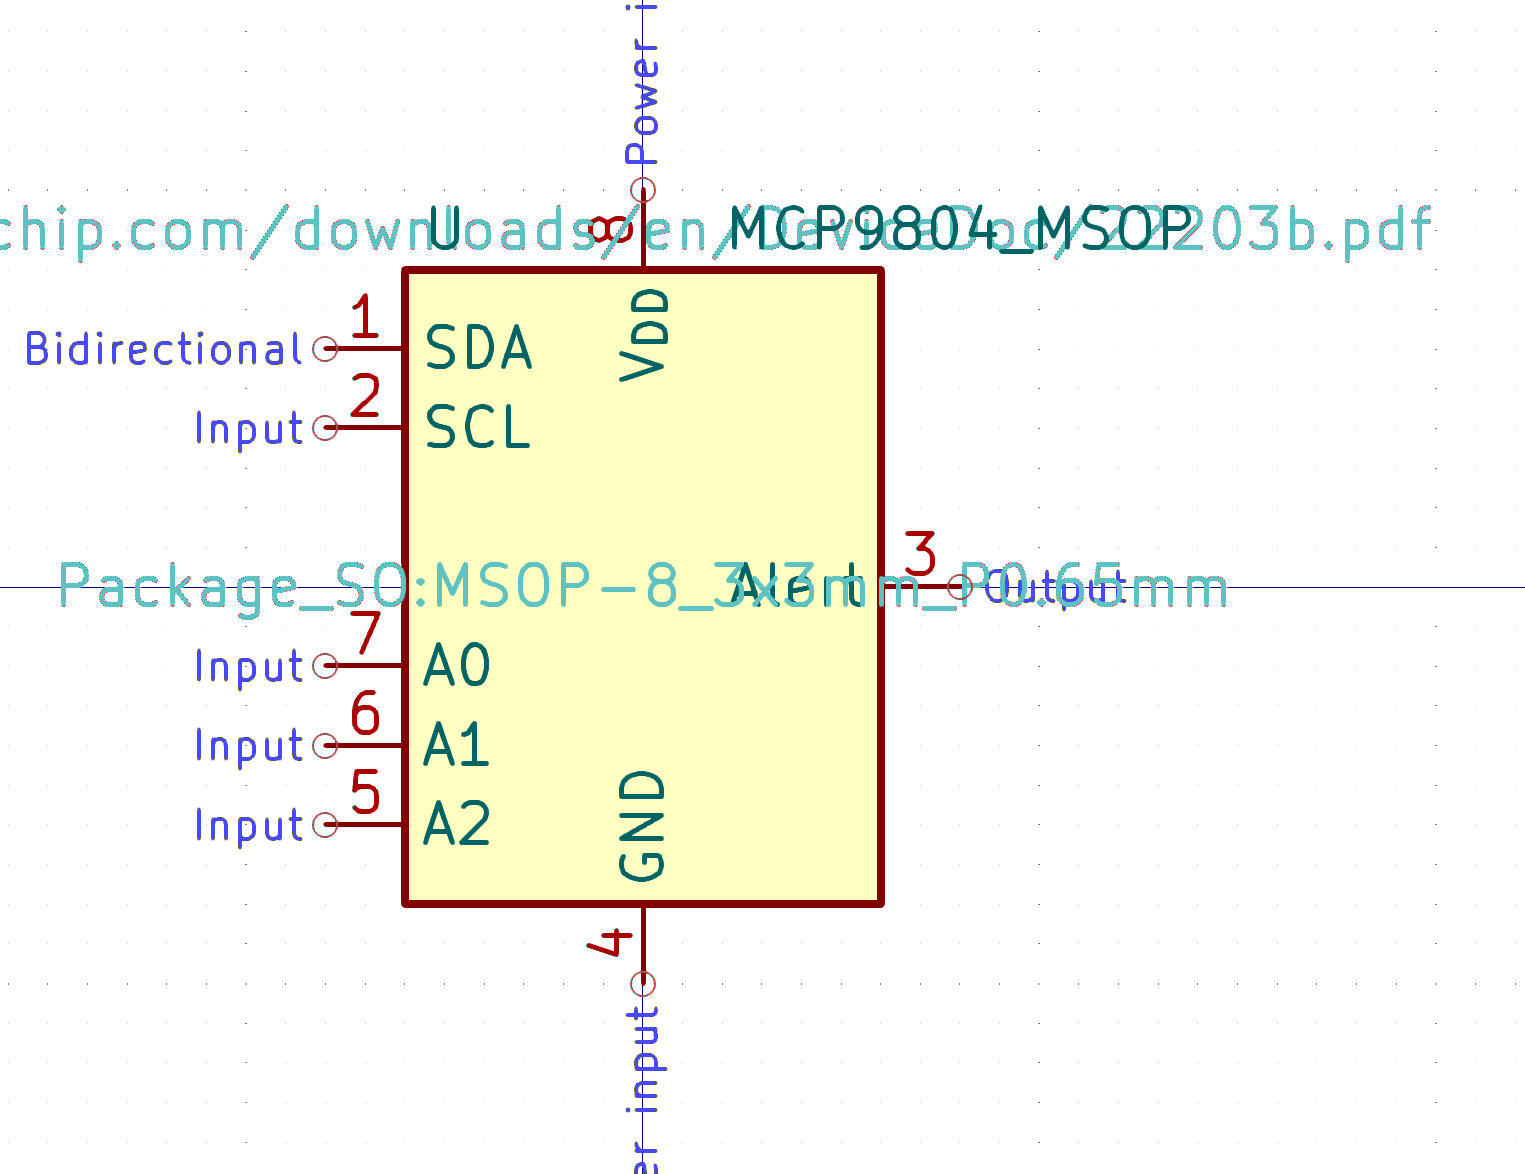 Power i
chip.com/downloads/en/DeviceDoc/22203b.pdf
U
8
MCP9804_MSOP
VDD
Bidirectional
1
SDA
Input
2
SCL
Package_SO:MSOP-8_3x3mm_P0.65mm
Alert
3
Output
Input
7
A0
Input
6
A1
Input
5
A2
GND
4
er input